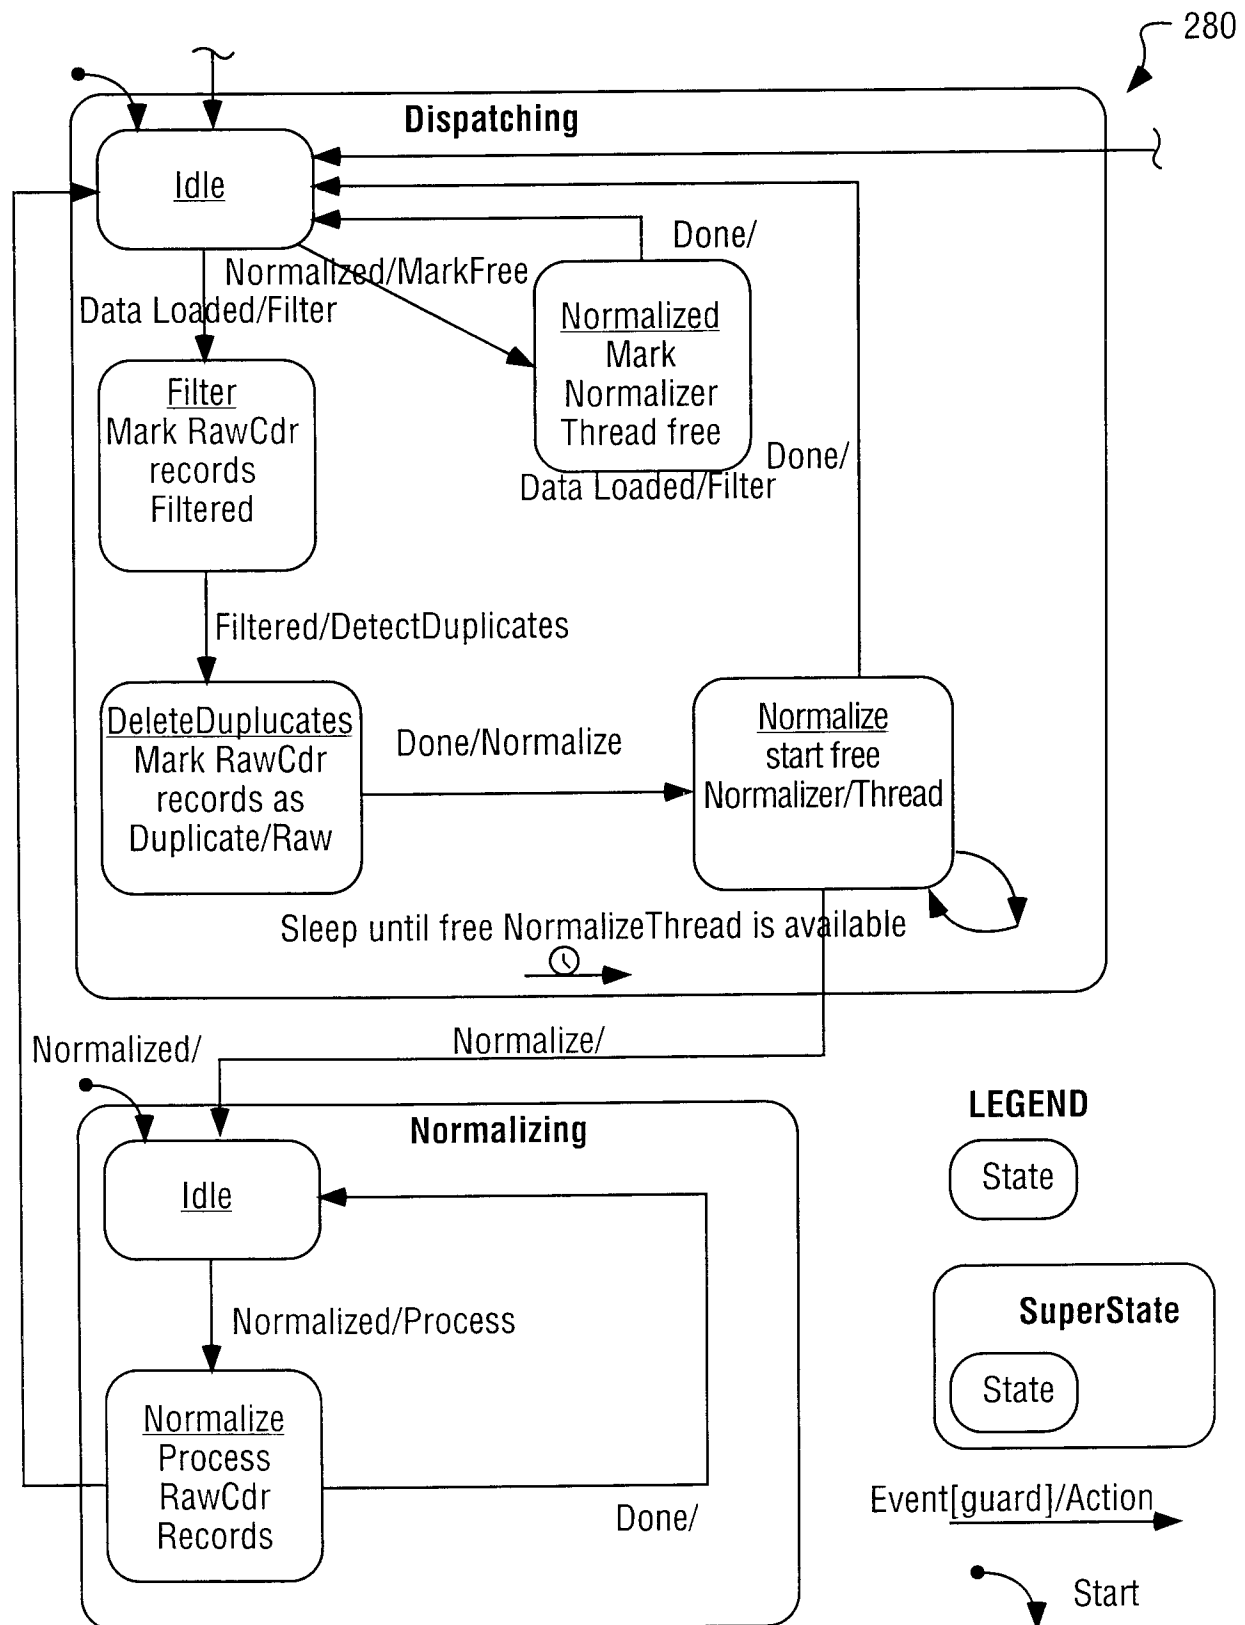 280
Dispatching
Idle
Done/
Normalized/MarkFree
Data Loaded/Filter
Normalized
Mark
Normalizer
Thread free
Filter
Mark RawCdr
records
Filtered
Done/
Data Loaded/Filter
Filtered/DetectDuplicates
DeleteDuplucates
Mark RawCdr
records as
Duplicate/Raw
Done/Normalize
Normalize
start free
Normalizer/Thread
Sleep until free NormalizeThread is available
Normalized/
Normalize/
Normalizing
Idle
Normalized/Process
Normalize
Process
RawCdr
Records
Done/
LEGEND
State
SuperState
State
Event[guard]/Action
Start